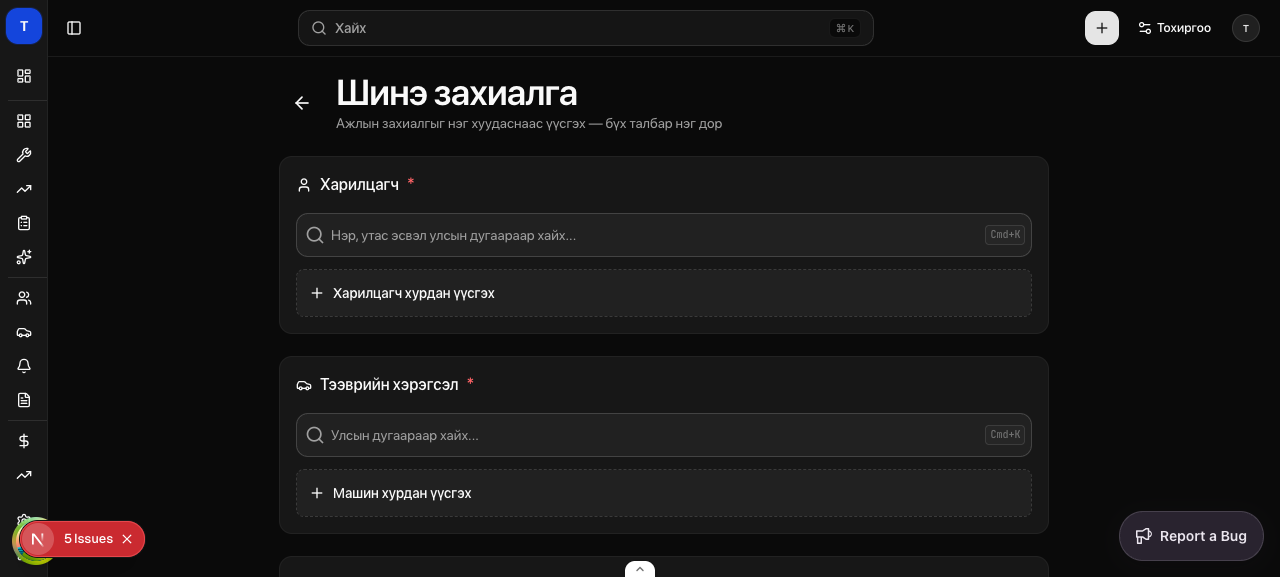 T
Хайх
⌘K
Тохиргоо
T
Шинэ захиалга
Ажлын захиалгыг нэг хуудаснаас үүсгэх — бүх талбар нэг дор
Харилцагч *
Нэр, утас эсвэл улсын дугаараар хайх...
Cmd+K
Харилцагч хурдан үүсгэх
Тээврийн хэрэгсэл *
Улсын дугаараар хайх...
Cmd+K
Машин хурдан үүсгэх
N
5 Issues
Report a Bug